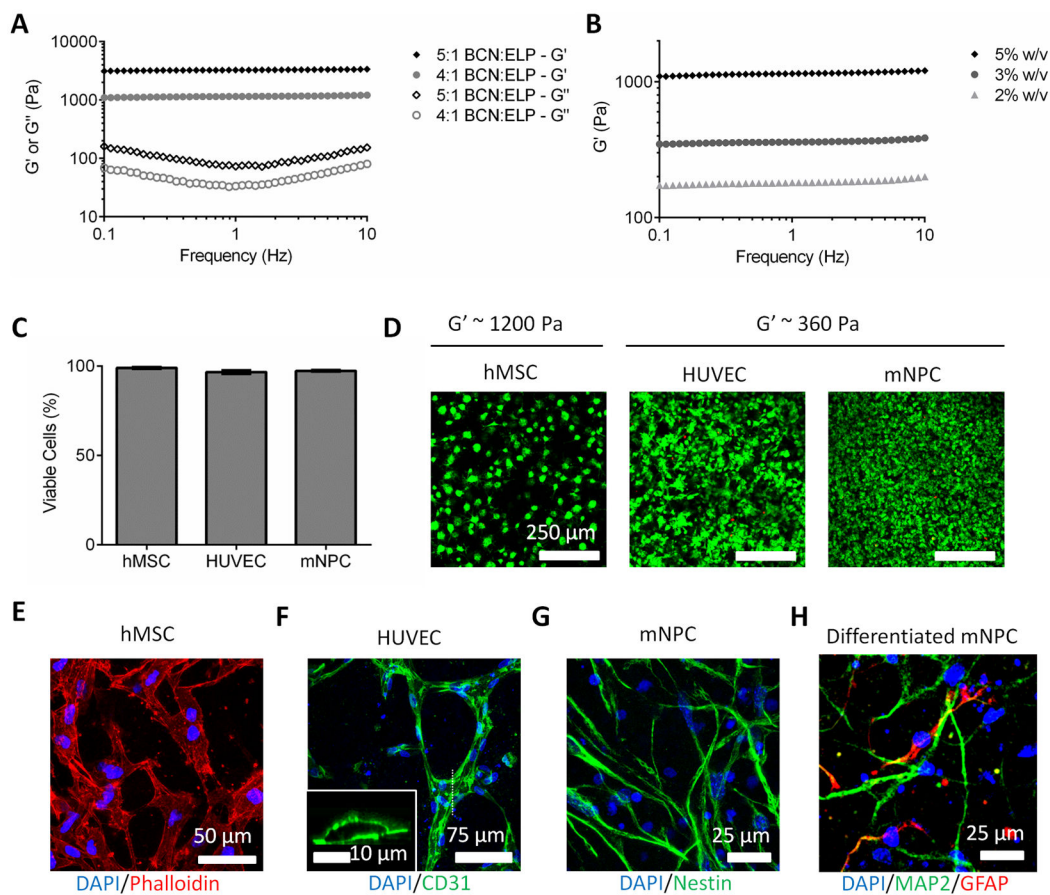 A
10000
1000
100
10
G' or G'' (Pa)
0.1
1
10
Frequency (Hz)
5:1 BCN:ELP - G'
4:1 BCN:ELP - G'
5:1 BCN:ELP - G''
4:1 BCN:ELP - G''
B
1000
100
G' (Pa)
0.1
1
10
Frequency (Hz)
5% w/v
3% w/v
2% w/v
C
100
50
0
Viable Cells (%)
hMSC
HUVEC
mNPC
D
G’ ~ 1200 Pa
G’ ~ 360 Pa
hMSC
HUVEC
mNPC
250 µm
E
hMSC
50 µm
DAPI/Phalloidin
F
HUVEC
10 µm
75 µm
DAPI/CD31
G
mNPC
25 µm
DAPI/Nestin
H
Differentiated mNPC
25 µm
DAPI/MAP2/GFAP